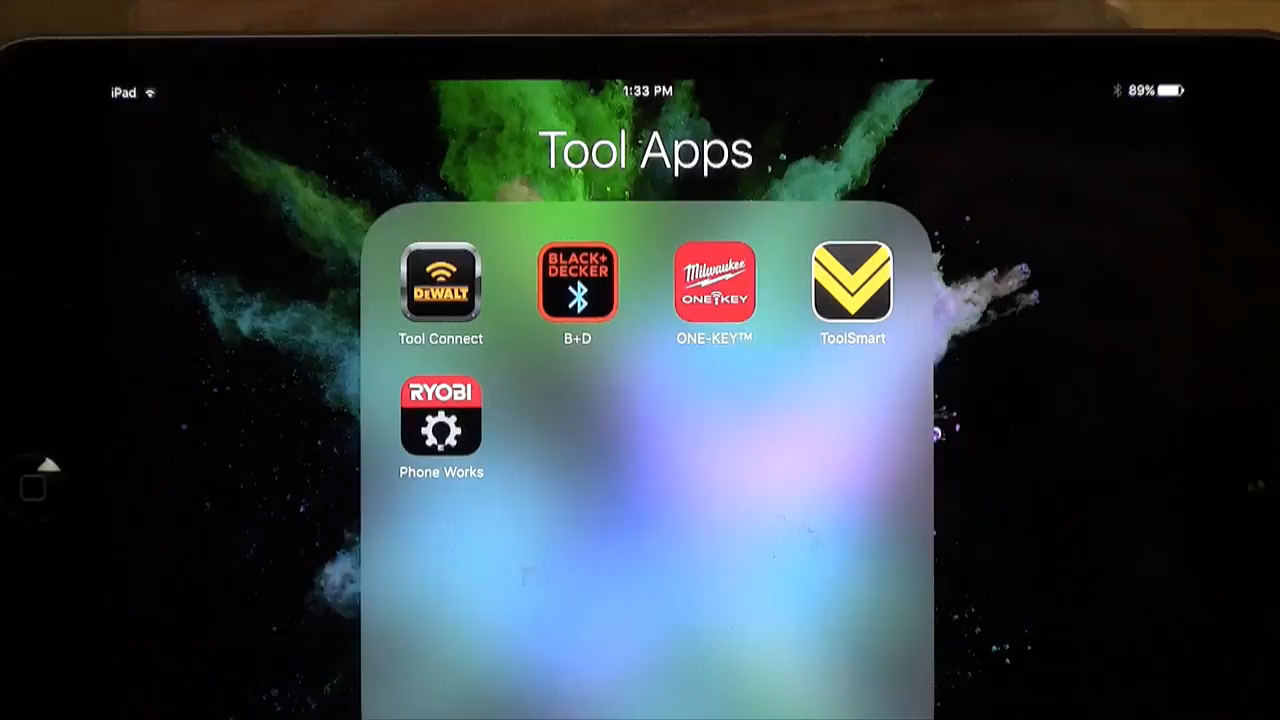 iPad
1:33 PM
89%
Tool Apps
DEWALT
BLACK+
DECKER
Milwaukee
ONE KEY
Tool Connect
B+D
ONE-KEY™
ToolSmart
RYOBI
Phone Works